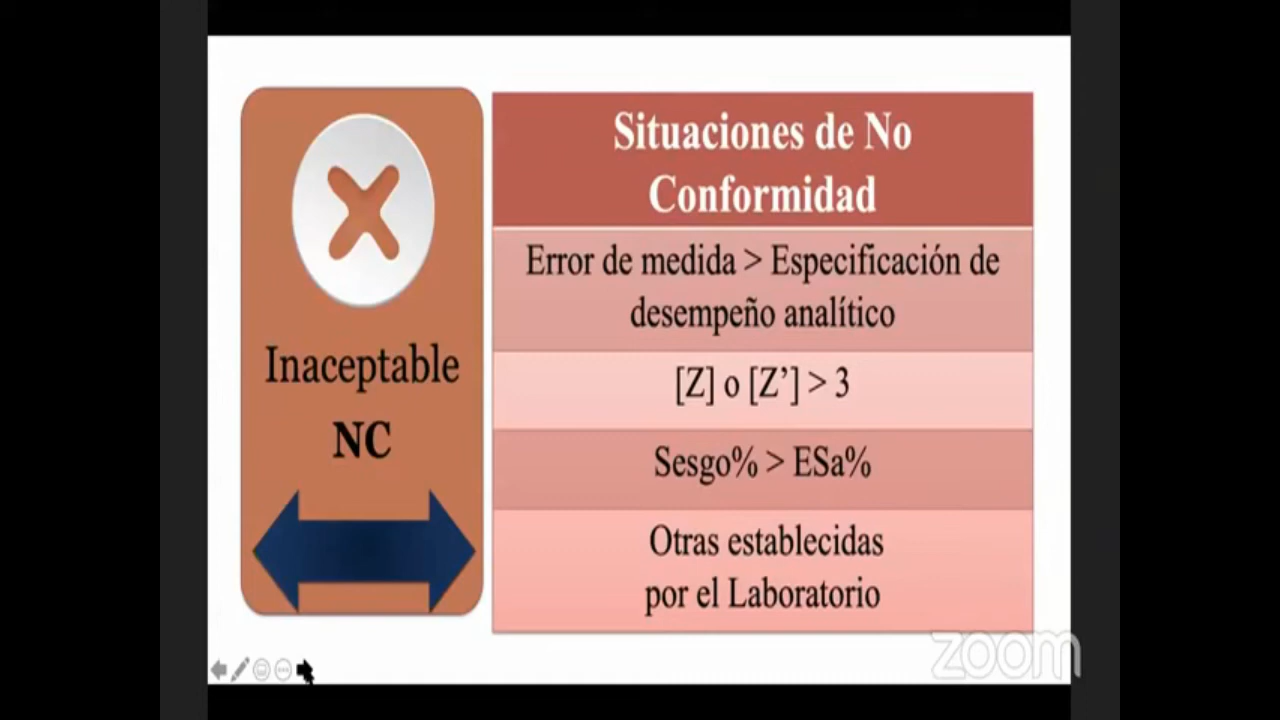 Inaceptable
NC
Situaciones de No
Conformidad
Error de medida > Especificación de
desempeño analítico
[Z] o [Z’] > 3
Sesgo% > ESa%
Otras establecidas
por el Laboratorio
zoom